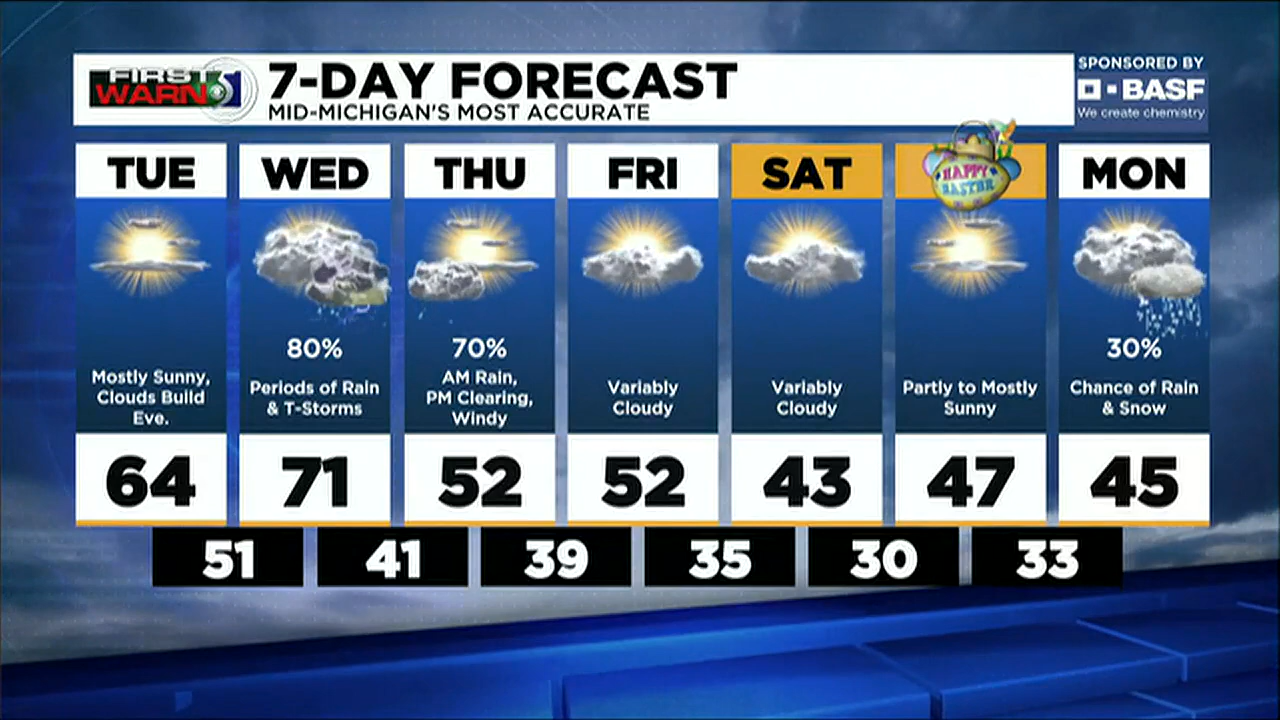 FIRST
WARN 5
7-DAY FORECAST
MID-MICHIGAN'S MOST ACCURATE
SPONSORED BY
BASF
We create chemistry
TUE
Mostly Sunny,
Clouds Build
Eve.
64
WED
80%
Periods of Rain
& T-Storms
71
THU
70%
AM Rain,
PM Clearing,
Windy
52
FRI
Variably
Cloudy
52
SAT
Variably
Cloudy
43
HAPPY
EASTER
Partly to Mostly
Sunny
47
MON
30%
Chance of Rain
& Snow
45
51
41
39
35
30
33